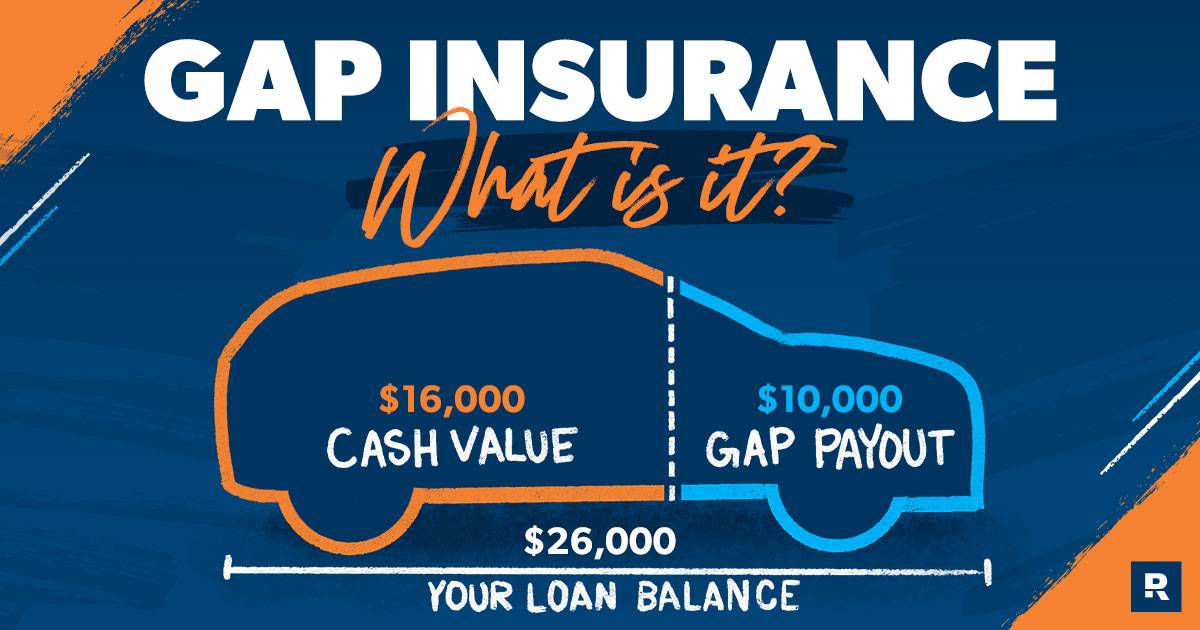 GAP INSURANCE
What is it?
$16,000
CASH VALUE
$10,000
GAP PAYOUT
$26,000
YOUR LOAN BALANCE
R